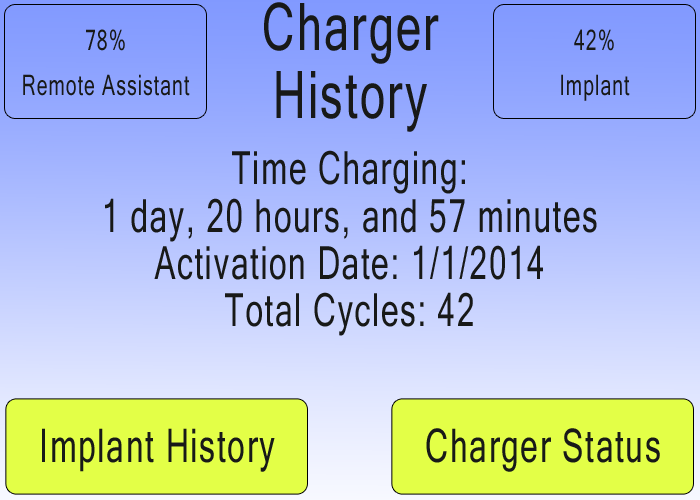 78%
Remote Assistant
Charger
History
42%
Implant
Time Charging:
1 day, 20 hours, and 57 minutes
Activation Date: 1/1/2014
Total Cycles: 42
Implant History
Charger Status